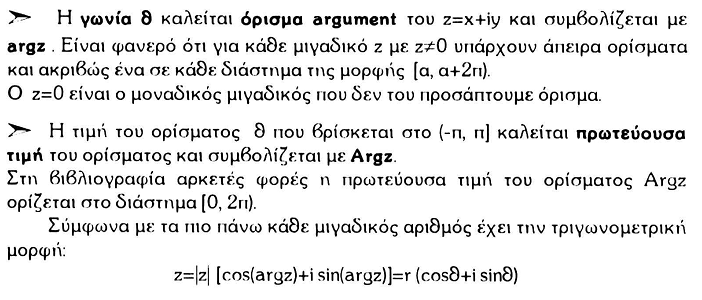 ➢ Η γωνία ϑ καλείται όρισμα argument του z=x+iy και συμβολίζεται με
argz . Είναι φανερό ότι για κάθε μιγαδικό z με z≠0 υπάρχουν άπειρα ορίσματα
και ακριβώς ένα σε κάθε διάστημα της μορφής [α, α+2π).
Ο z=0 είναι ο μοναδικός μιγαδικός που δεν του προσάπτουμε όρισμα.
➢ Η τιμή του ορίσματος ϑ που βρίσκεται στο (-π, π] καλείται πρωτεύουσα
τιμή του ορίσματος και συμβολίζεται με Argz.
Στη βιβλιογραφία αρκετές φορές η πρωτεύουσα τιμή του ορίσματος Argz
ορίζεται στο διάστημα [0, 2π).
Σύμφωνα με τα πιο πάνω κάθε μιγαδικός αριθμός έχει την τριγωνομετρική
μορφή:
z=|z| [cos(argz)+i sin(argz)]=r (cosϑ+i sinϑ)